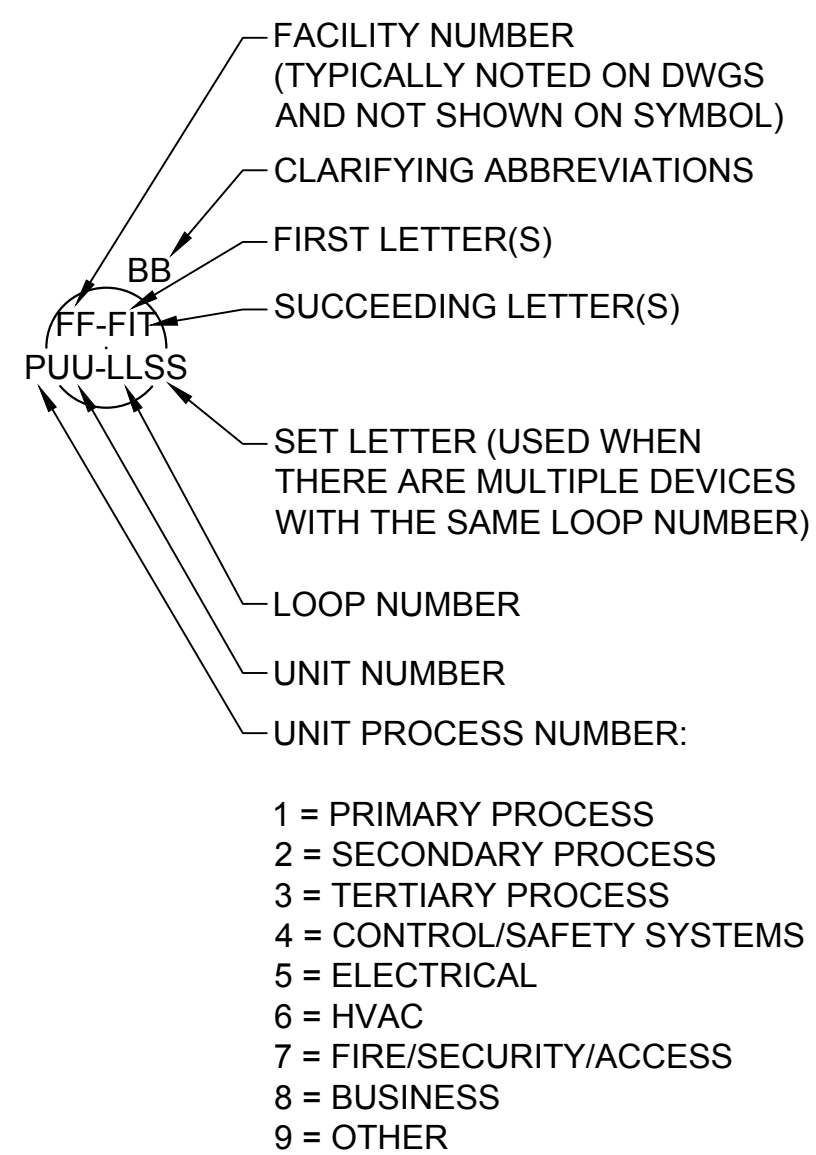 FACILITY NUMBER
(TYPICALLY NOTED ON DWGS
AND NOT SHOWN ON SYMBOL)
CLARIFYING ABBREVIATIONS
FIRST LETTER(S)
BB
SUCCEEDING LETTER(S)
FF-FIT
PUU-LLSS
SET LETTER (USED WHEN
THERE ARE MULTIPLE DEVICES
WITH THE SAME LOOP NUMBER)
LOOP NUMBER
UNIT NUMBER
UNIT PROCESS NUMBER:
1 = PRIMARY PROCESS
2 = SECONDARY PROCESS
3 = TERTIARY PROCESS
4 = CONTROL/SAFETY SYSTEMS
5 = ELECTRICAL
6 = HVAC
7 = FIRE/SECURITY/ACCESS
8 = BUSINESS
9 = OTHER